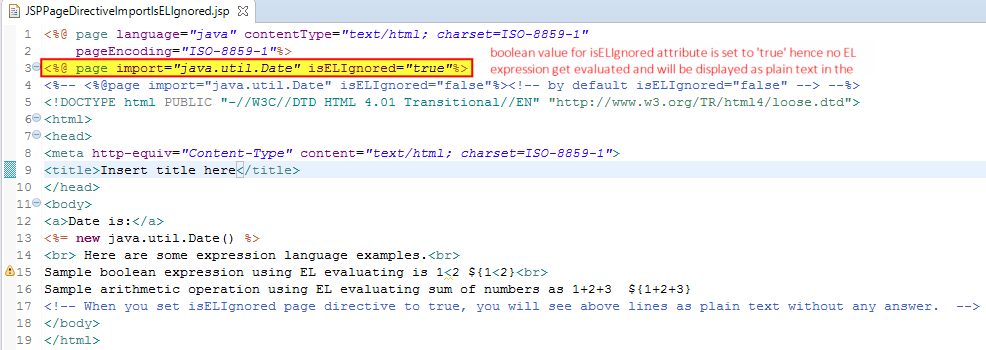 JSPPageDirectiveImportIsELIgnored.jsp
1 <%@ page language="java" contentType="text/html; charset=ISO-8859-1"
2 pageEncoding="ISO-8859-1"%>
boolean value for isELIgnored attribute is set to 'true' hence no EL
expression get evaluated and will be displayed as plain text in the
3 <%@ page import="java.util.Date" isELIgnored="true"%>
4 <%-- <%@page import="java.util.Date" isELIgnored="false"%><!-- by default isELIgnored="false" --> --%>
5 <!DOCTYPE html PUBLIC "-//W3C//DTD HTML 4.01 Transitional//EN" "http://www.w3.org/TR/html4/loose.dtd">
6 <html>
7 <head>
8 <meta http-equiv="Content-Type" content="text/html; charset=ISO-8859-1">
9 <title>Insert title here</title>
10 </head>
11 <body>
12 <a>Date is:</a>
13 <%= new java.util.Date() %>
14 <br> Here are some expression language examples.<br>
15 Sample boolean expression using EL evaluating is 1<2 ${1<2}<br>
16 Sample arithmetic operation using EL evaluating sum of numbers as 1+2+3 ${1+2+3}
17 <!-- When you set isELIgnored page directive to true, you will see above lines as plain text without any answer. -->
18 </body>
19 </html>